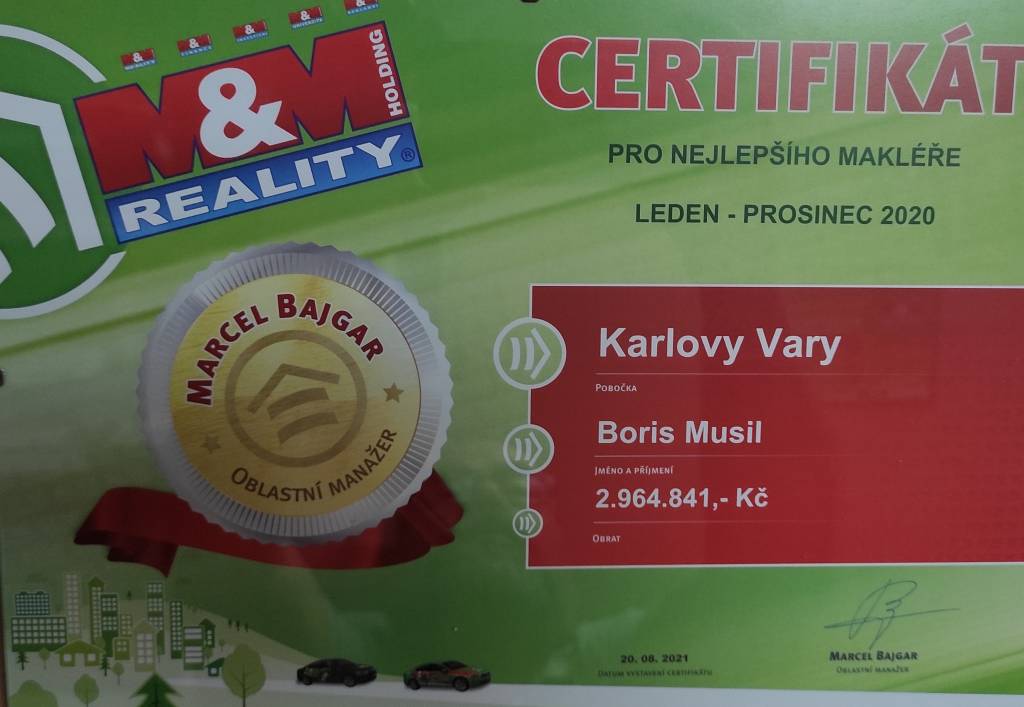 M&M
HOLDING
REALITY®
CERTIFIKÁT
PRO NEJLEPŠÍHO MAKLÉŘE
LEDEN - PROSINEC 2020
MARCEL BAJGAR
OBLASTNÍ MANAŽER
Karlovy Vary
POBOČKA
Boris Musil
JMÉNO A PŘÍJMENÍ
2.964.841,- Kč
OBRAT
20. 08. 2021
DATUM VYSTAVENÍ CERTIFIKÁTU
MARCEL BAJGAR
OBLASTNÍ MANAŽER